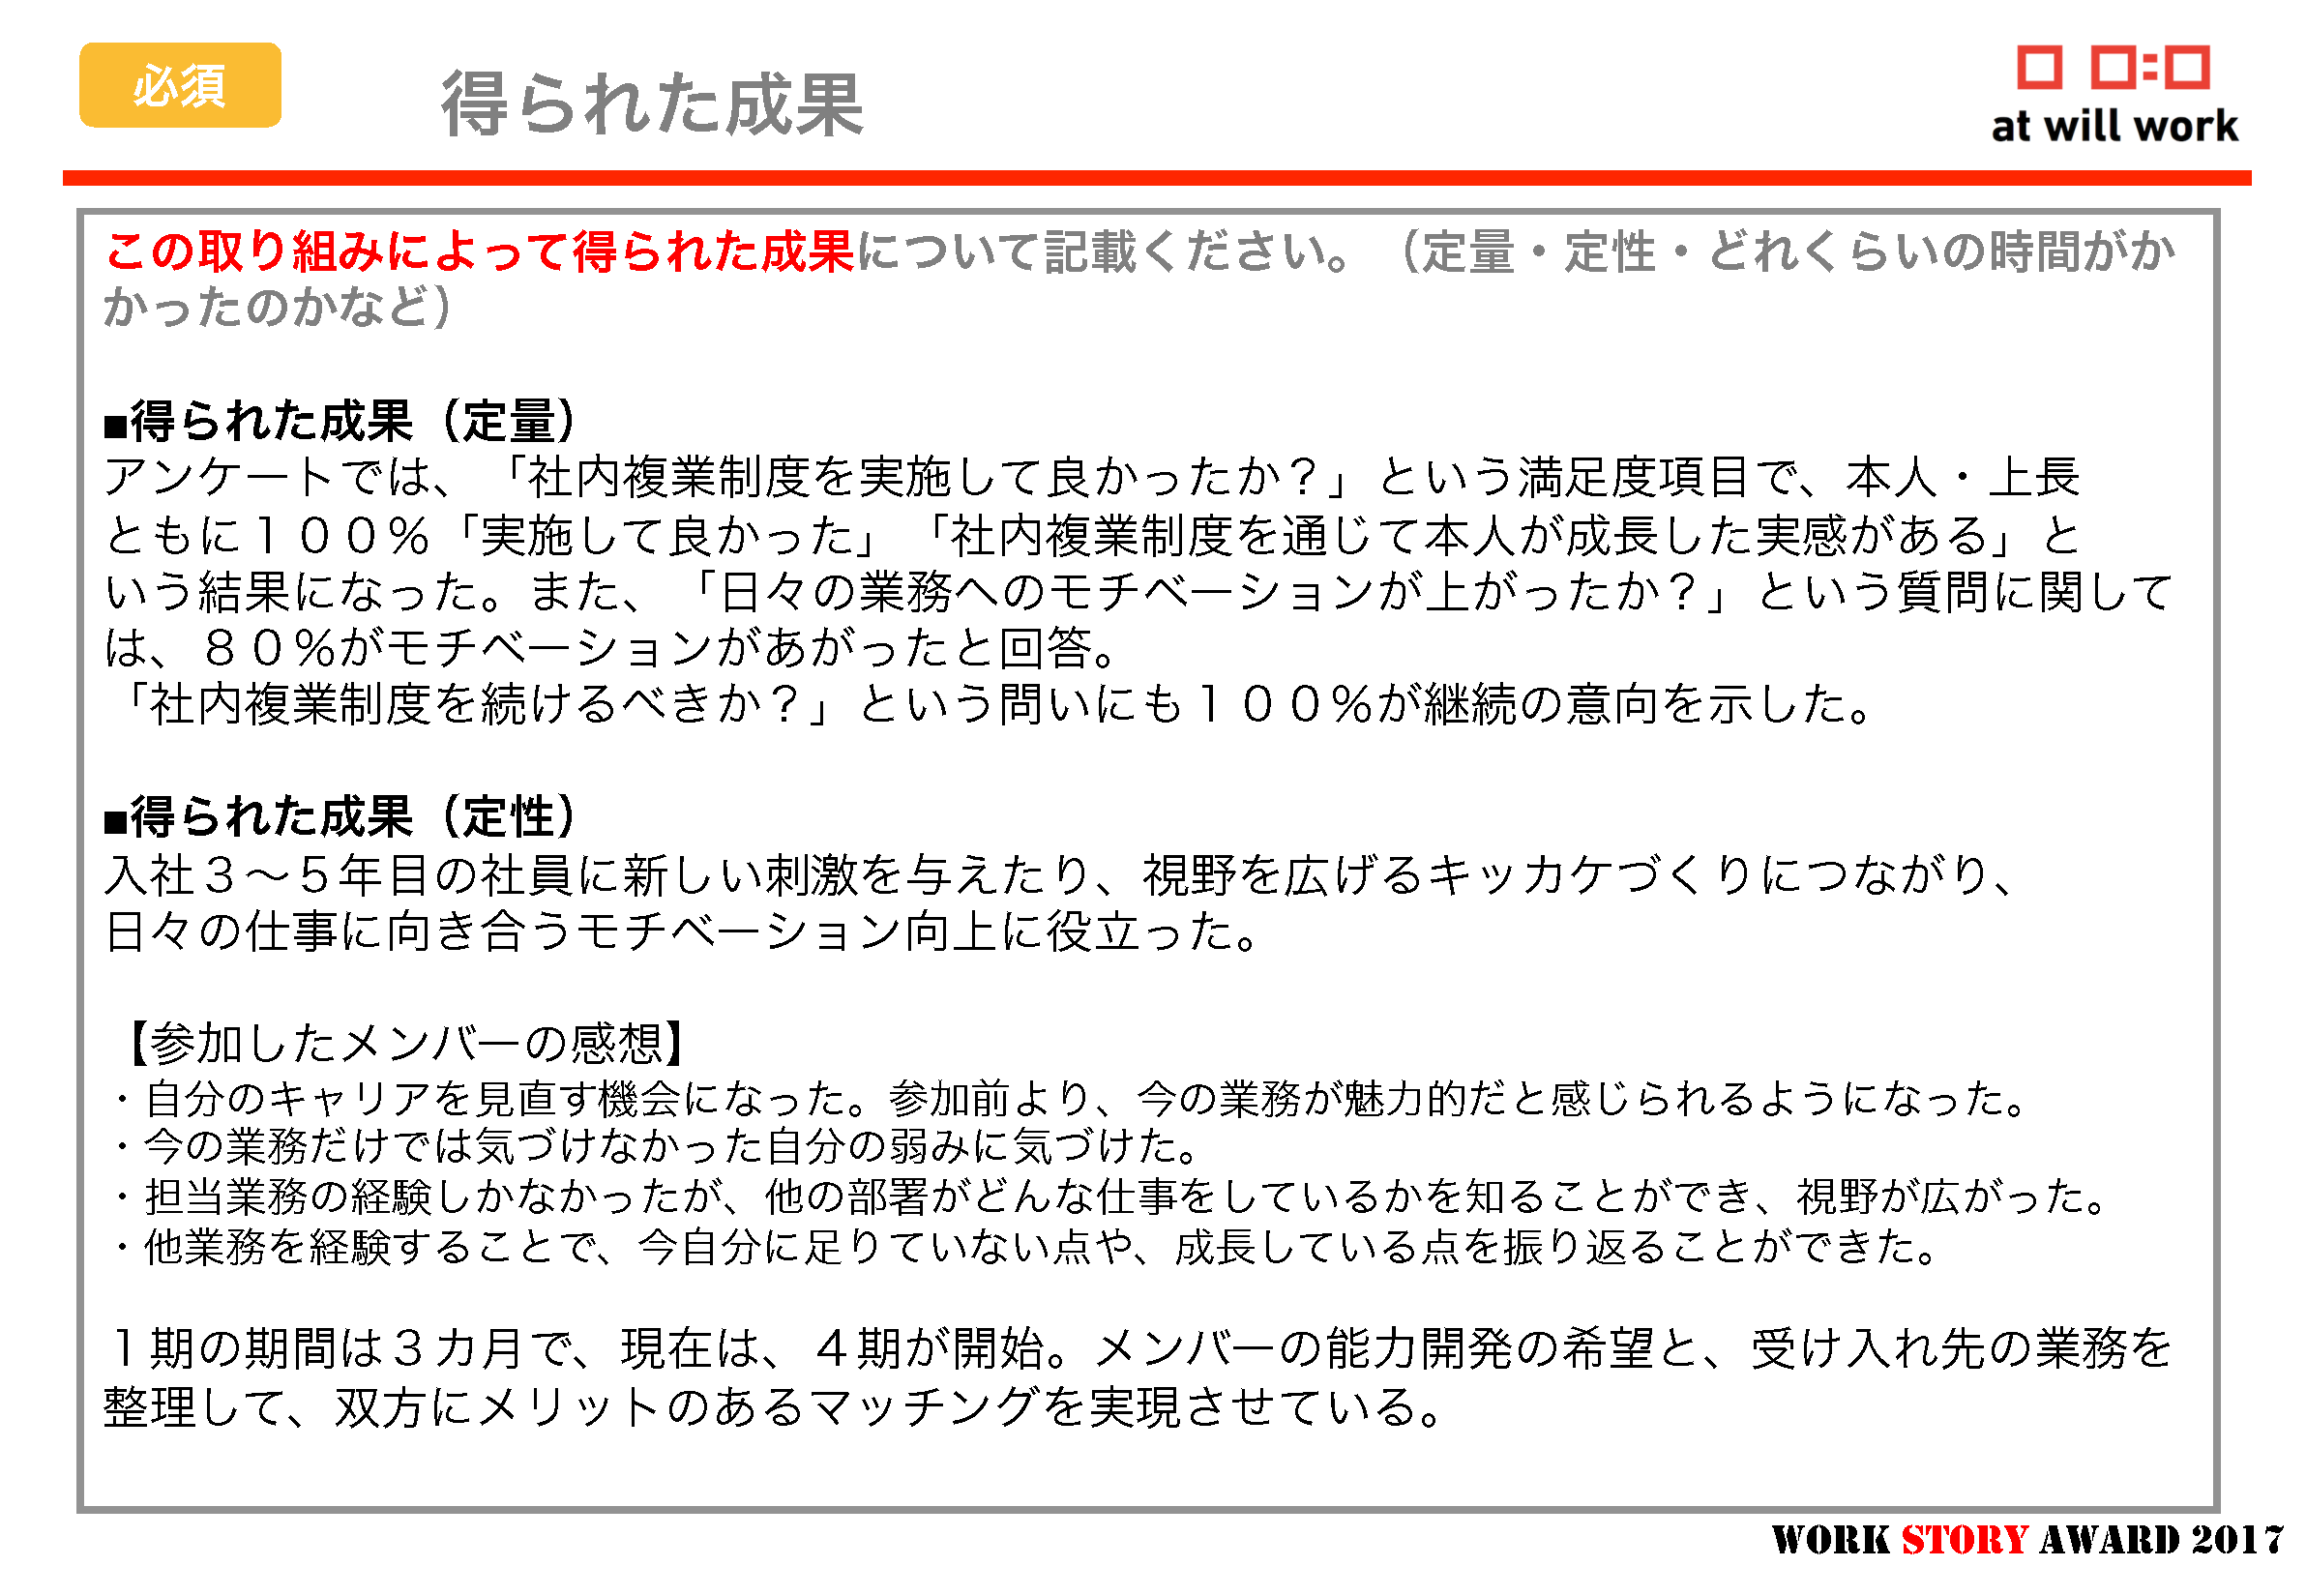 必須
得られた成果
at will work
この取り組みによって得られた成果について記載ください。（定量・定性・どれくらいの時間がか
かったのかなど）
■得られた成果（定量）
アンケートでは、「社内複業制度を実施して良かったか？」という満足度項目で、本人・上長
ともに１００％「実施して良かった」「社内複業制度を通じて本人が成長した実感がある」と
いう結果になった。また、「日々の業務へのモチベーションが上がったか？」という質問に関して
は、８０％がモチベーションがあがったと回答。
「社内複業制度を続けるべきか？」という問いにも１００％が継続の意向を示した。
■得られた成果（定性）
入社３〜５年目の社員に新しい刺激を与えたり、視野を広げるキッカケづくりにつながり、
日々の仕事に向き合うモチベーション向上に役立った。
【参加したメンバーの感想】
・自分のキャリアを見直す機会になった。参加前より、今の業務が魅力的だと感じられるようになった。
・今の業務だけでは気づけなかった自分の弱みに気づけた。
・担当業務の経験しかなかったが、他の部署がどんな仕事をしているかを知ることができ、視野が広がった。
・他業務を経験することで、今自分に足りていない点や、成長している点を振り返ることができた。
１期の期間は３カ月で、現在は、４期が開始。メンバーの能力開発の希望と、受け入れ先の業務を
整理して、双方にメリットのあるマッチングを実現させている。
WORK STORY AWARD 2017